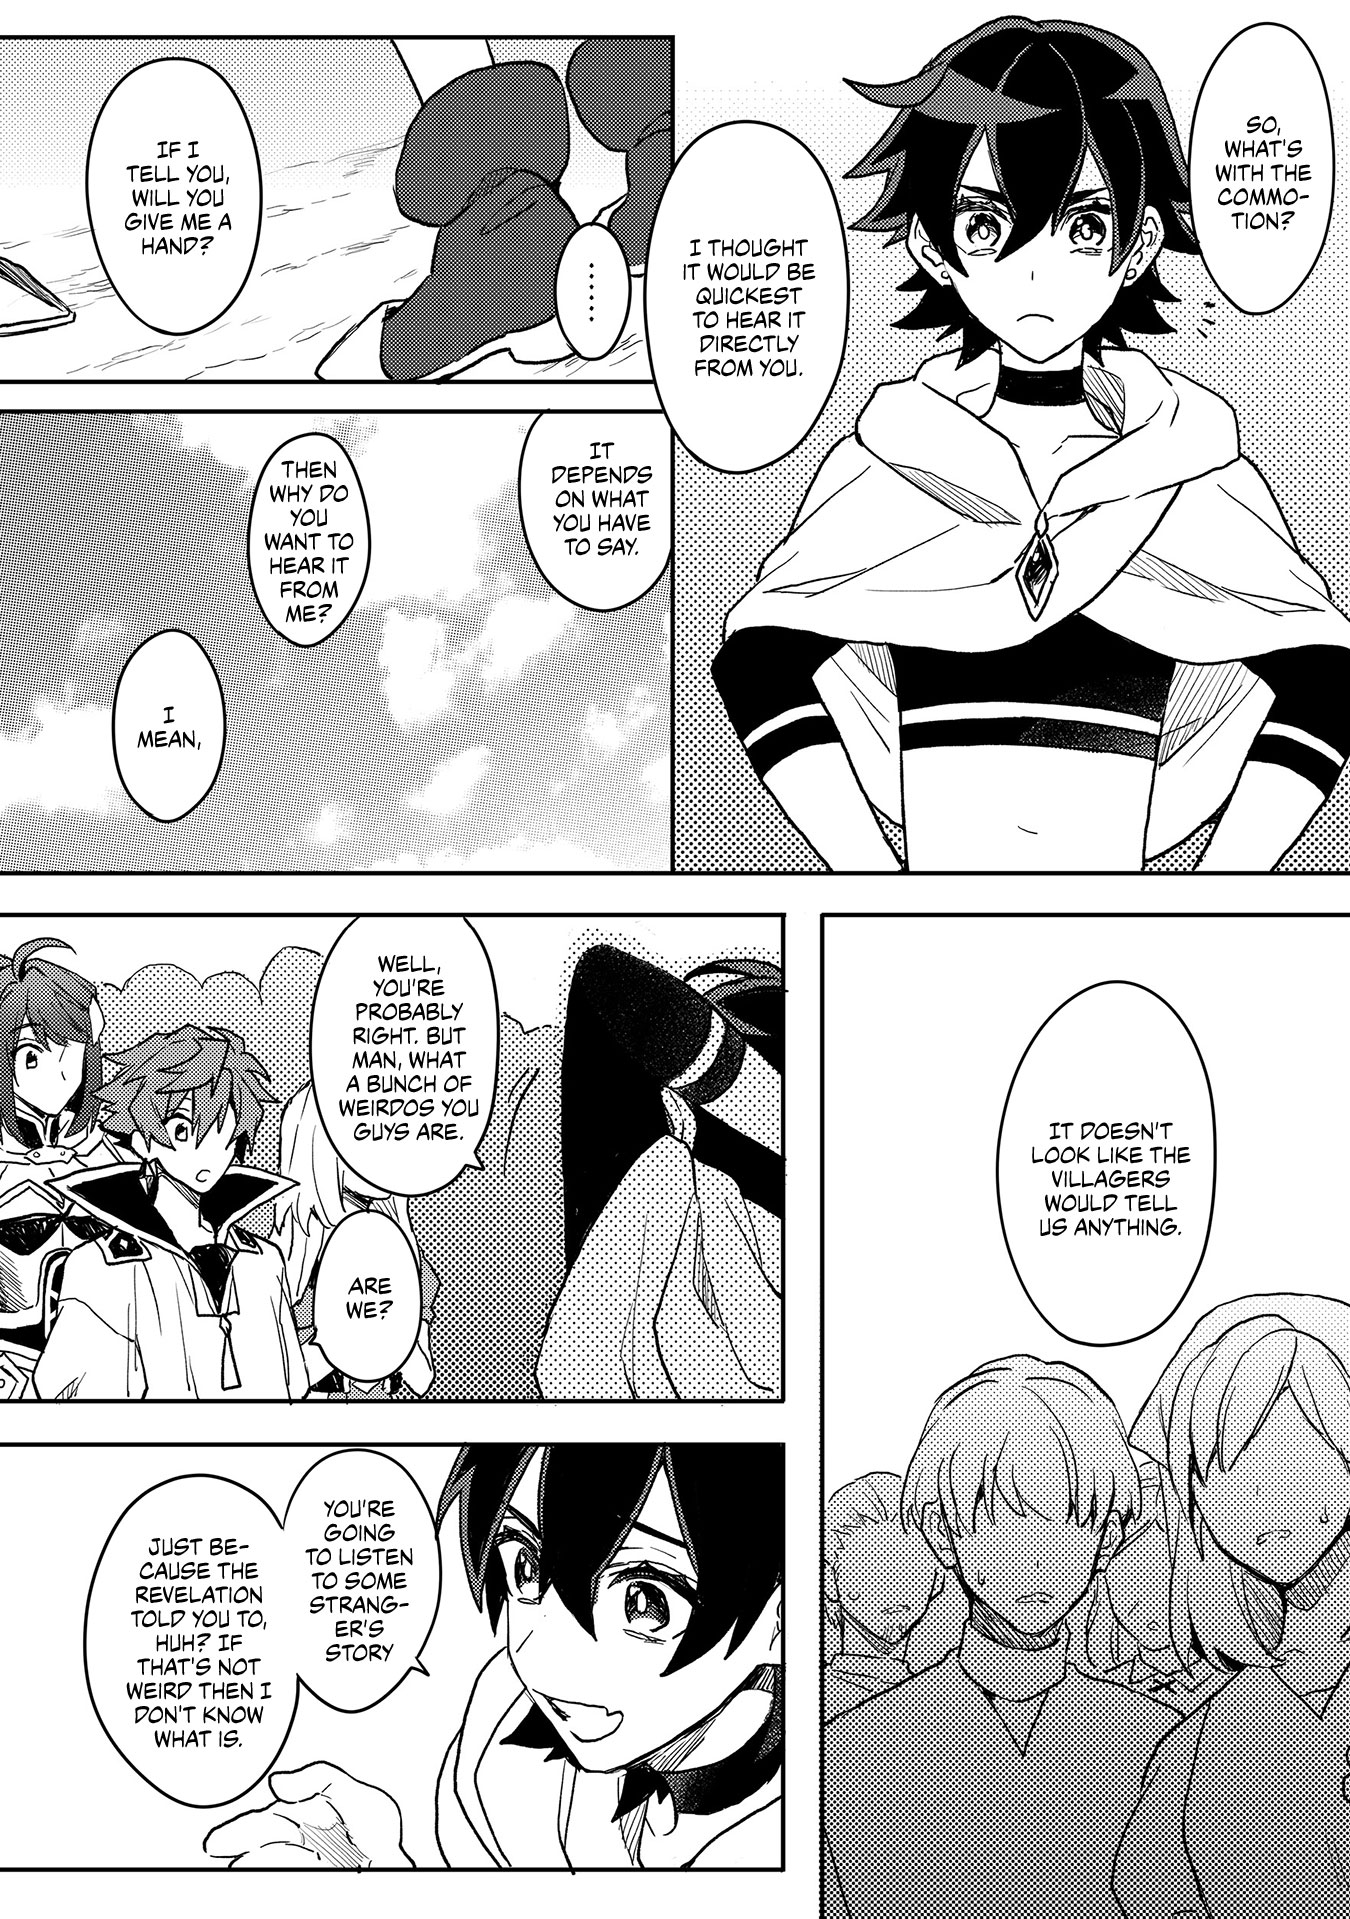 SO,
WHAT'S
WITH THE
COMMO-
TION?
I THOUGHT
IT WOULD BE
QUICKEST
TO HEAR IT
DIRECTLY
FROM YOU.
......
IF I
TELL YOU,
WILL YOU
GIVE ME A
HAND?
IT
DEPENDS
ON WHAT
YOU HAVE
TO SAY.
THEN
WHY DO
YOU
WANT TO
HEAR IT
FROM
ME?
I
MEAN,
IT DOESN'T
LOOK LIKE THE
VILLAGERS
WOULD TELL
US ANYTHING.
WELL,
YOU'RE
PROBABLY
RIGHT. BUT
MAN, WHAT
A BUNCH OF
WEIRDOS YOU
GUYS ARE.
ARE
WE?
YOU'RE
GOING
TO LISTEN
TO SOME
STRANG-
ER'S
STORY
JUST BE-
CAUSE THE
REVELATION
TOLD YOU TO,
HUH? IF
THAT'S NOT
WEIRD THEN I
DON'T KNOW
WHAT IS.